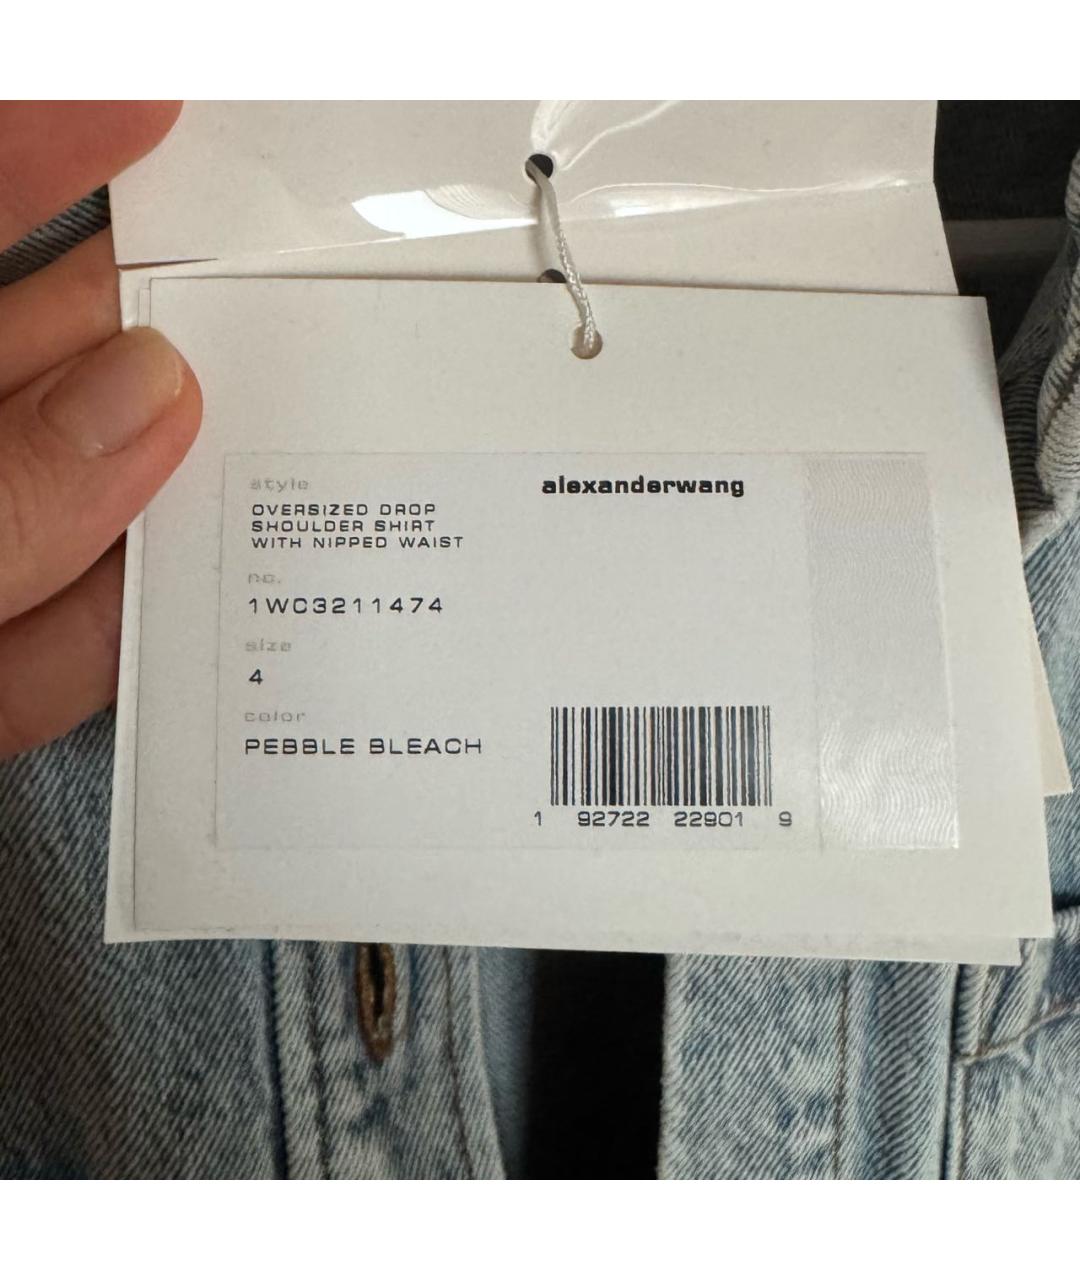 style
OVERSIZED DROP
SHOULDER SHIRT
WITH NIPPED WAIST
no.
1WC3211474
size
4
color
PEBBLE BLEACH
alexanderwang
1 92722 22901 9